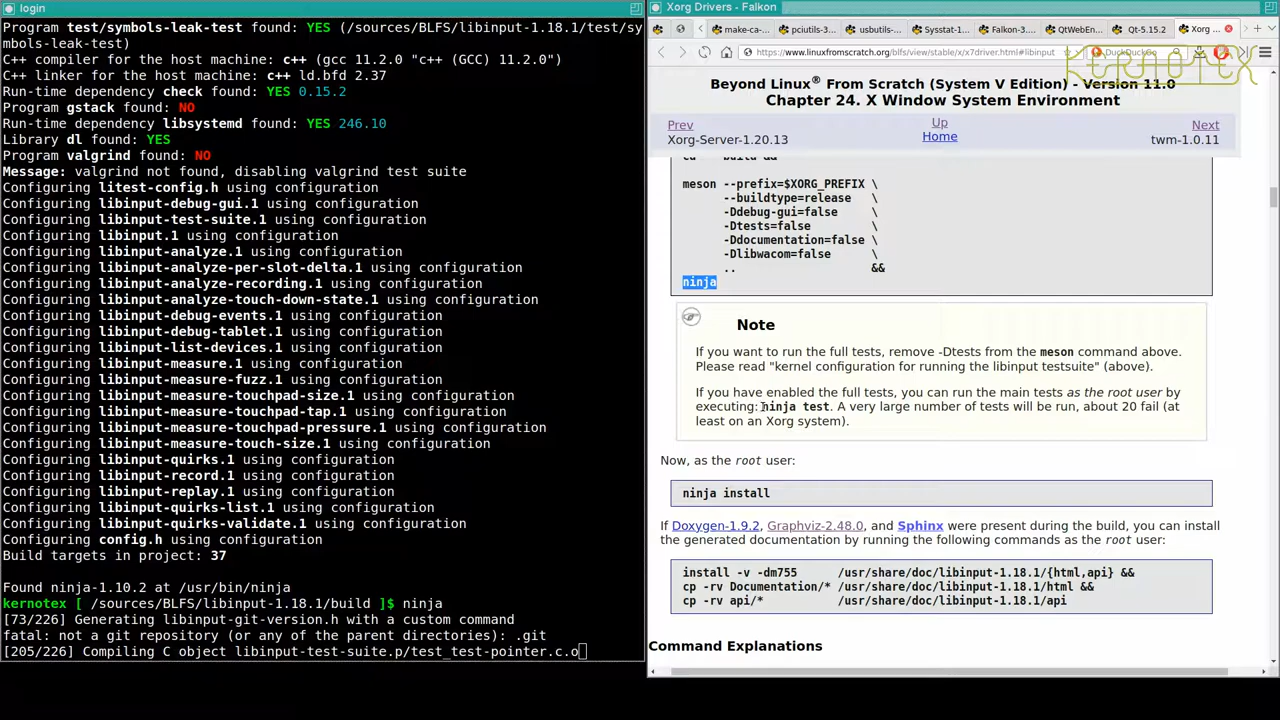 login
Program test/symbols-leak-test found: YES (/sources/BLFS/libinput-1.18.1/test/sy
mbols-leak-test)
C++ compiler for the host machine: c++ (gcc 11.2.0 "c++ (GCC) 11.2.0")
C++ linker for the host machine: c++ ld.bfd 2.37
Run-time dependency check found: YES 0.15.2
Program gstack found: NO
Run-time dependency libsystemd found: YES 246.10
Library dl found: YES
Program valgrind found: NO
Message: valgrind not found, disabling valgrind test suite
Configuring litest-config.h using configuration
Configuring libinput-debug-gui.1 using configuration
Configuring libinput-test-suite.1 using configuration
Configuring libinput.1 using configuration
Configuring libinput-analyze.1 using configuration
Configuring libinput-analyze-per-slot-delta.1 using configuration
Configuring libinput-analyze-recording.1 using configuration
Configuring libinput-analyze-touch-down-state.1 using configuration
Configuring libinput-debug-events.1 using configuration
Configuring libinput-debug-tablet.1 using configuration
Configuring libinput-list-devices.1 using configuration
Configuring libinput-measure.1 using configuration
Configuring libinput-measure-fuzz.1 using configuration
Configuring libinput-measure-touchpad-size.1 using configuration
Configuring libinput-measure-touchpad-tap.1 using configuration
Configuring libinput-measure-touchpad-pressure.1 using configuration
Configuring libinput-measure-touch-size.1 using configuration
Configuring libinput-quirks.1 using configuration
Configuring libinput-record.1 using configuration
Configuring libinput-replay.1 using configuration
Configuring libinput-quirks-list.1 using configuration
Configuring libinput-quirks-validate.1 using configuration
Configuring config.h using configuration
Build targets in project: 37
Found ninja-1.10.2 at /usr/bin/ninja
kernotex [ /sources/BLFS/libinput-1.18.1/build ]$ ninja
[73/226] Generating libinput-git-version.h with a custom command
fatal: not a git repository (or any of the parent directories): .git
[205/226] Compiling C object libinput-test-suite.p/test_test-pointer.c.o
Xorg Drivers - Falkon
make-ca-... pciutils-3... usbutils-... Sysstat-1... Falkon-3... QtWebEn... Qt-5.15.2 Xorg ...
https://www.linuxfromscratch.org/blfs/view/stable/x/x7driver.html#libinput
DuckDuckGo
KERNOTEX
Beyond Linux® From Scratch (System V Edition) - Version 11.0
Chapter 24. X Window System Environment
Prev Up Next
Xorg-Server-1.20.13 Home twm-1.0.11
cd build &&
meson --prefix=$XORG_PREFIX \
--buildtype=release \
-Ddebug-gui=false \
-Dtests=false \
-Ddocumentation=false \
-Dlibwacom=false \
.. &&
ninja
Note
If you want to run the full tests, remove -Dtests from the meson command above.
Please read "kernel configuration for running the libinput testsuite" (above).
If you have enabled the full tests, you can run the main tests as the root user by
executing: ninja test. A very large number of tests will be run, about 20 fail (at
least on an Xorg system).
Now, as the root user:
ninja install
If Doxygen-1.9.2, Graphviz-2.48.0, and Sphinx were present during the build, you can install
the generated documentation by running the following commands as the root user:
install -v -dm755 /usr/share/doc/libinput-1.18.1/{html,api} &&
cp -rv Documentation/* /usr/share/doc/libinput-1.18.1/html &&
cp -rv api/* /usr/share/doc/libinput-1.18.1/api
Command Explanations